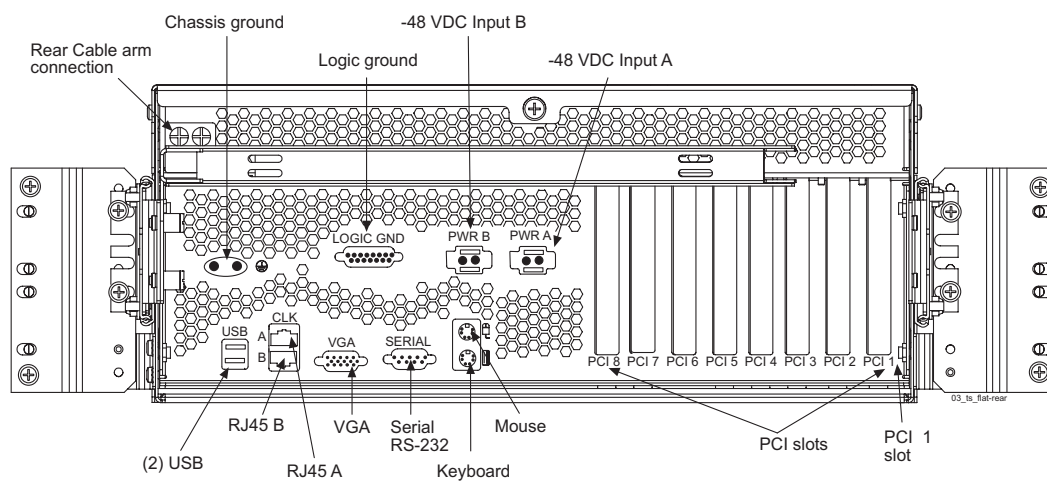 Chassis ground
-48 VDC Input B
Rear Cable arm
connection
Logic ground
-48 VDC Input A
LOGIC GND
PWR B
PWR A
CLK
USB
A
B
VGA
SERIAL
PCI 8
PCI 7
PCI 6
PCI 5
PCI 4
PCI 3
PCI 2
PCI 1
03_ts_flat-rear
RJ45 B
VGA
Serial
RS-232
Mouse
PCI slots
PCI 1
slot
(2) USB
RJ45 A
Keyboard